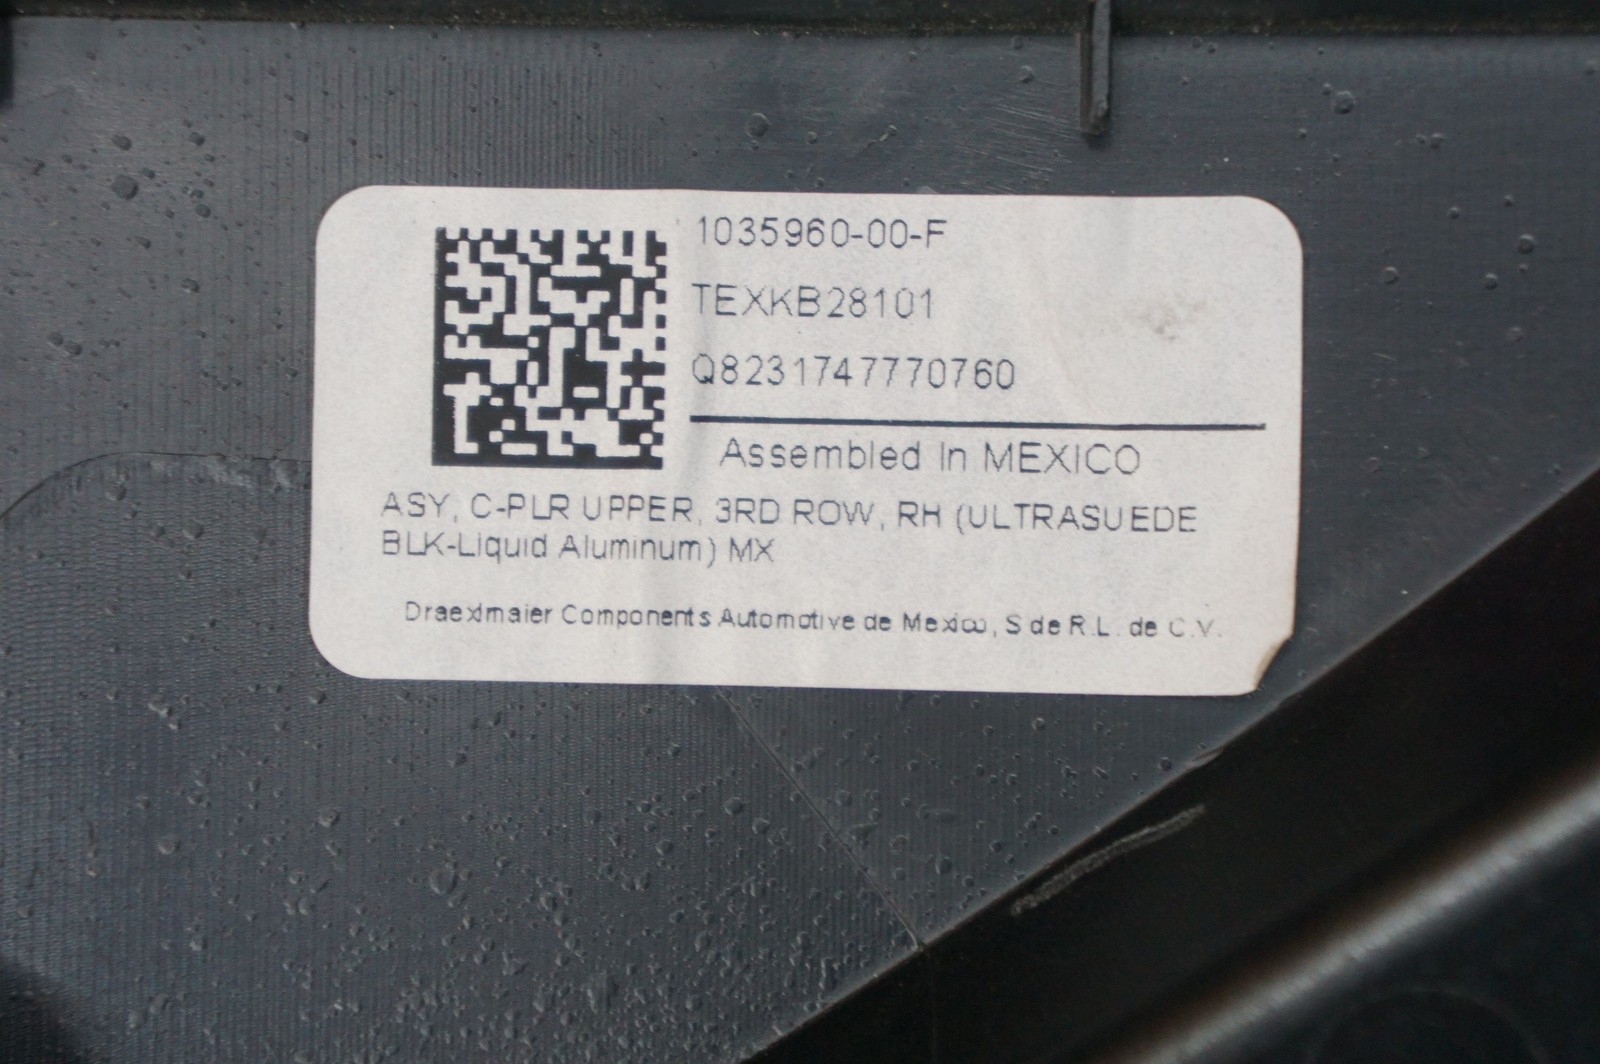 1035960-00-F
TEXKB28101
Q8231747770760
Assembled In MEXICO
ASY, C-PLR UPPER, 3RD ROW, RH (ULTRASUEDE
BLK-Liquid Aluminum) MX
Draexlmaier Components Automotive de Mexico, S de R.L. de C.V.